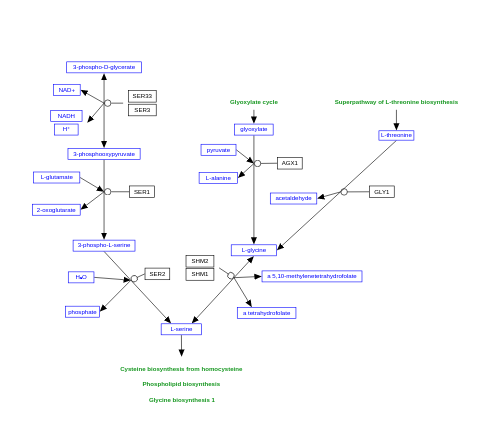 3-phospho-D-glycerate
NAD+
SER33
SER3
NADH
H⁺
Glyoxylate cycle
Superpathway of L-threonine biosynthesis
glyoxylate
L-threonine
3-phosphooxypyruvate
pyruvate
AGX1
L-alanine
L-glutamate
SER1
2-oxoglutarate
acetaldehyde
GLY1
3-phospho-L-serine
L-glycine
SHM2
SHM1
H₂O
SER2
a 5,10-methylenetetrahydrofolate
phosphate
a tetrahydrofolate
L-serine
Cysteine biosynthesis from homocysteine
Phospholipid biosynthesis
Glycine biosynthesis 1